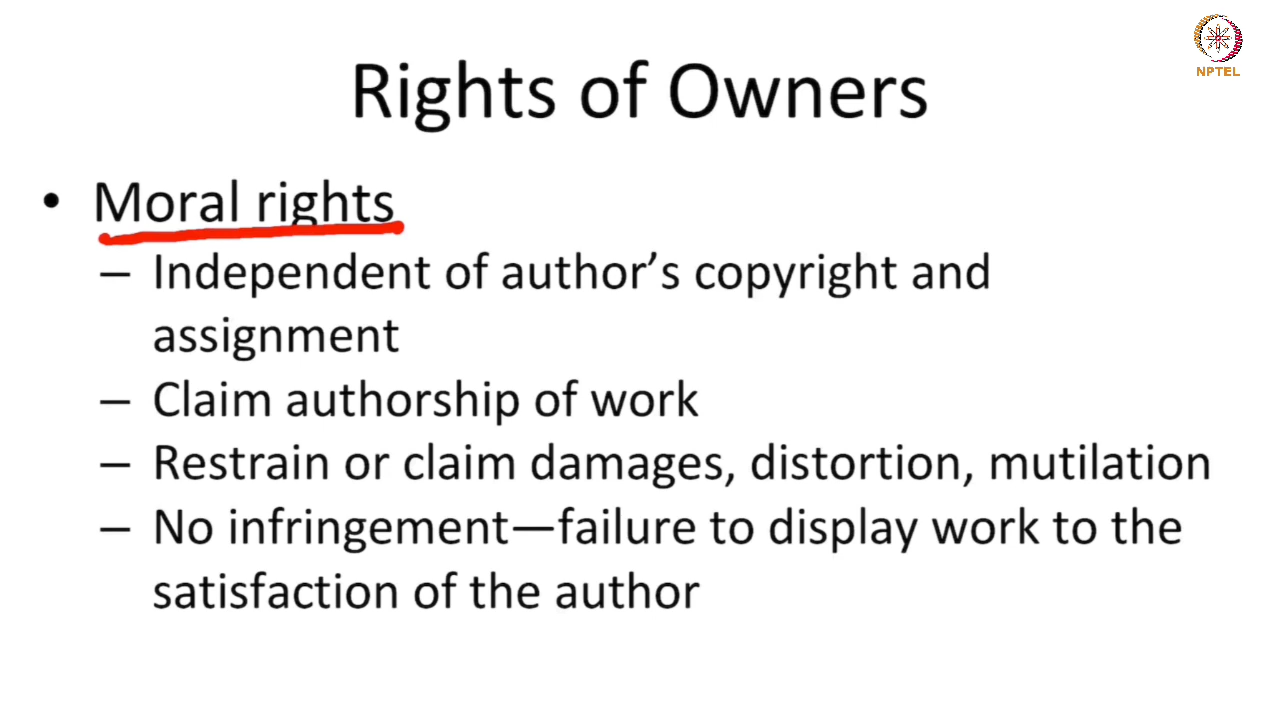 NPTEL
Rights of Owners
• Moral rights
– Independent of author’s copyright and
assignment
– Claim authorship of work
– Restrain or claim damages, distortion, mutilation
– No infringement—failure to display work to the
satisfaction of the author